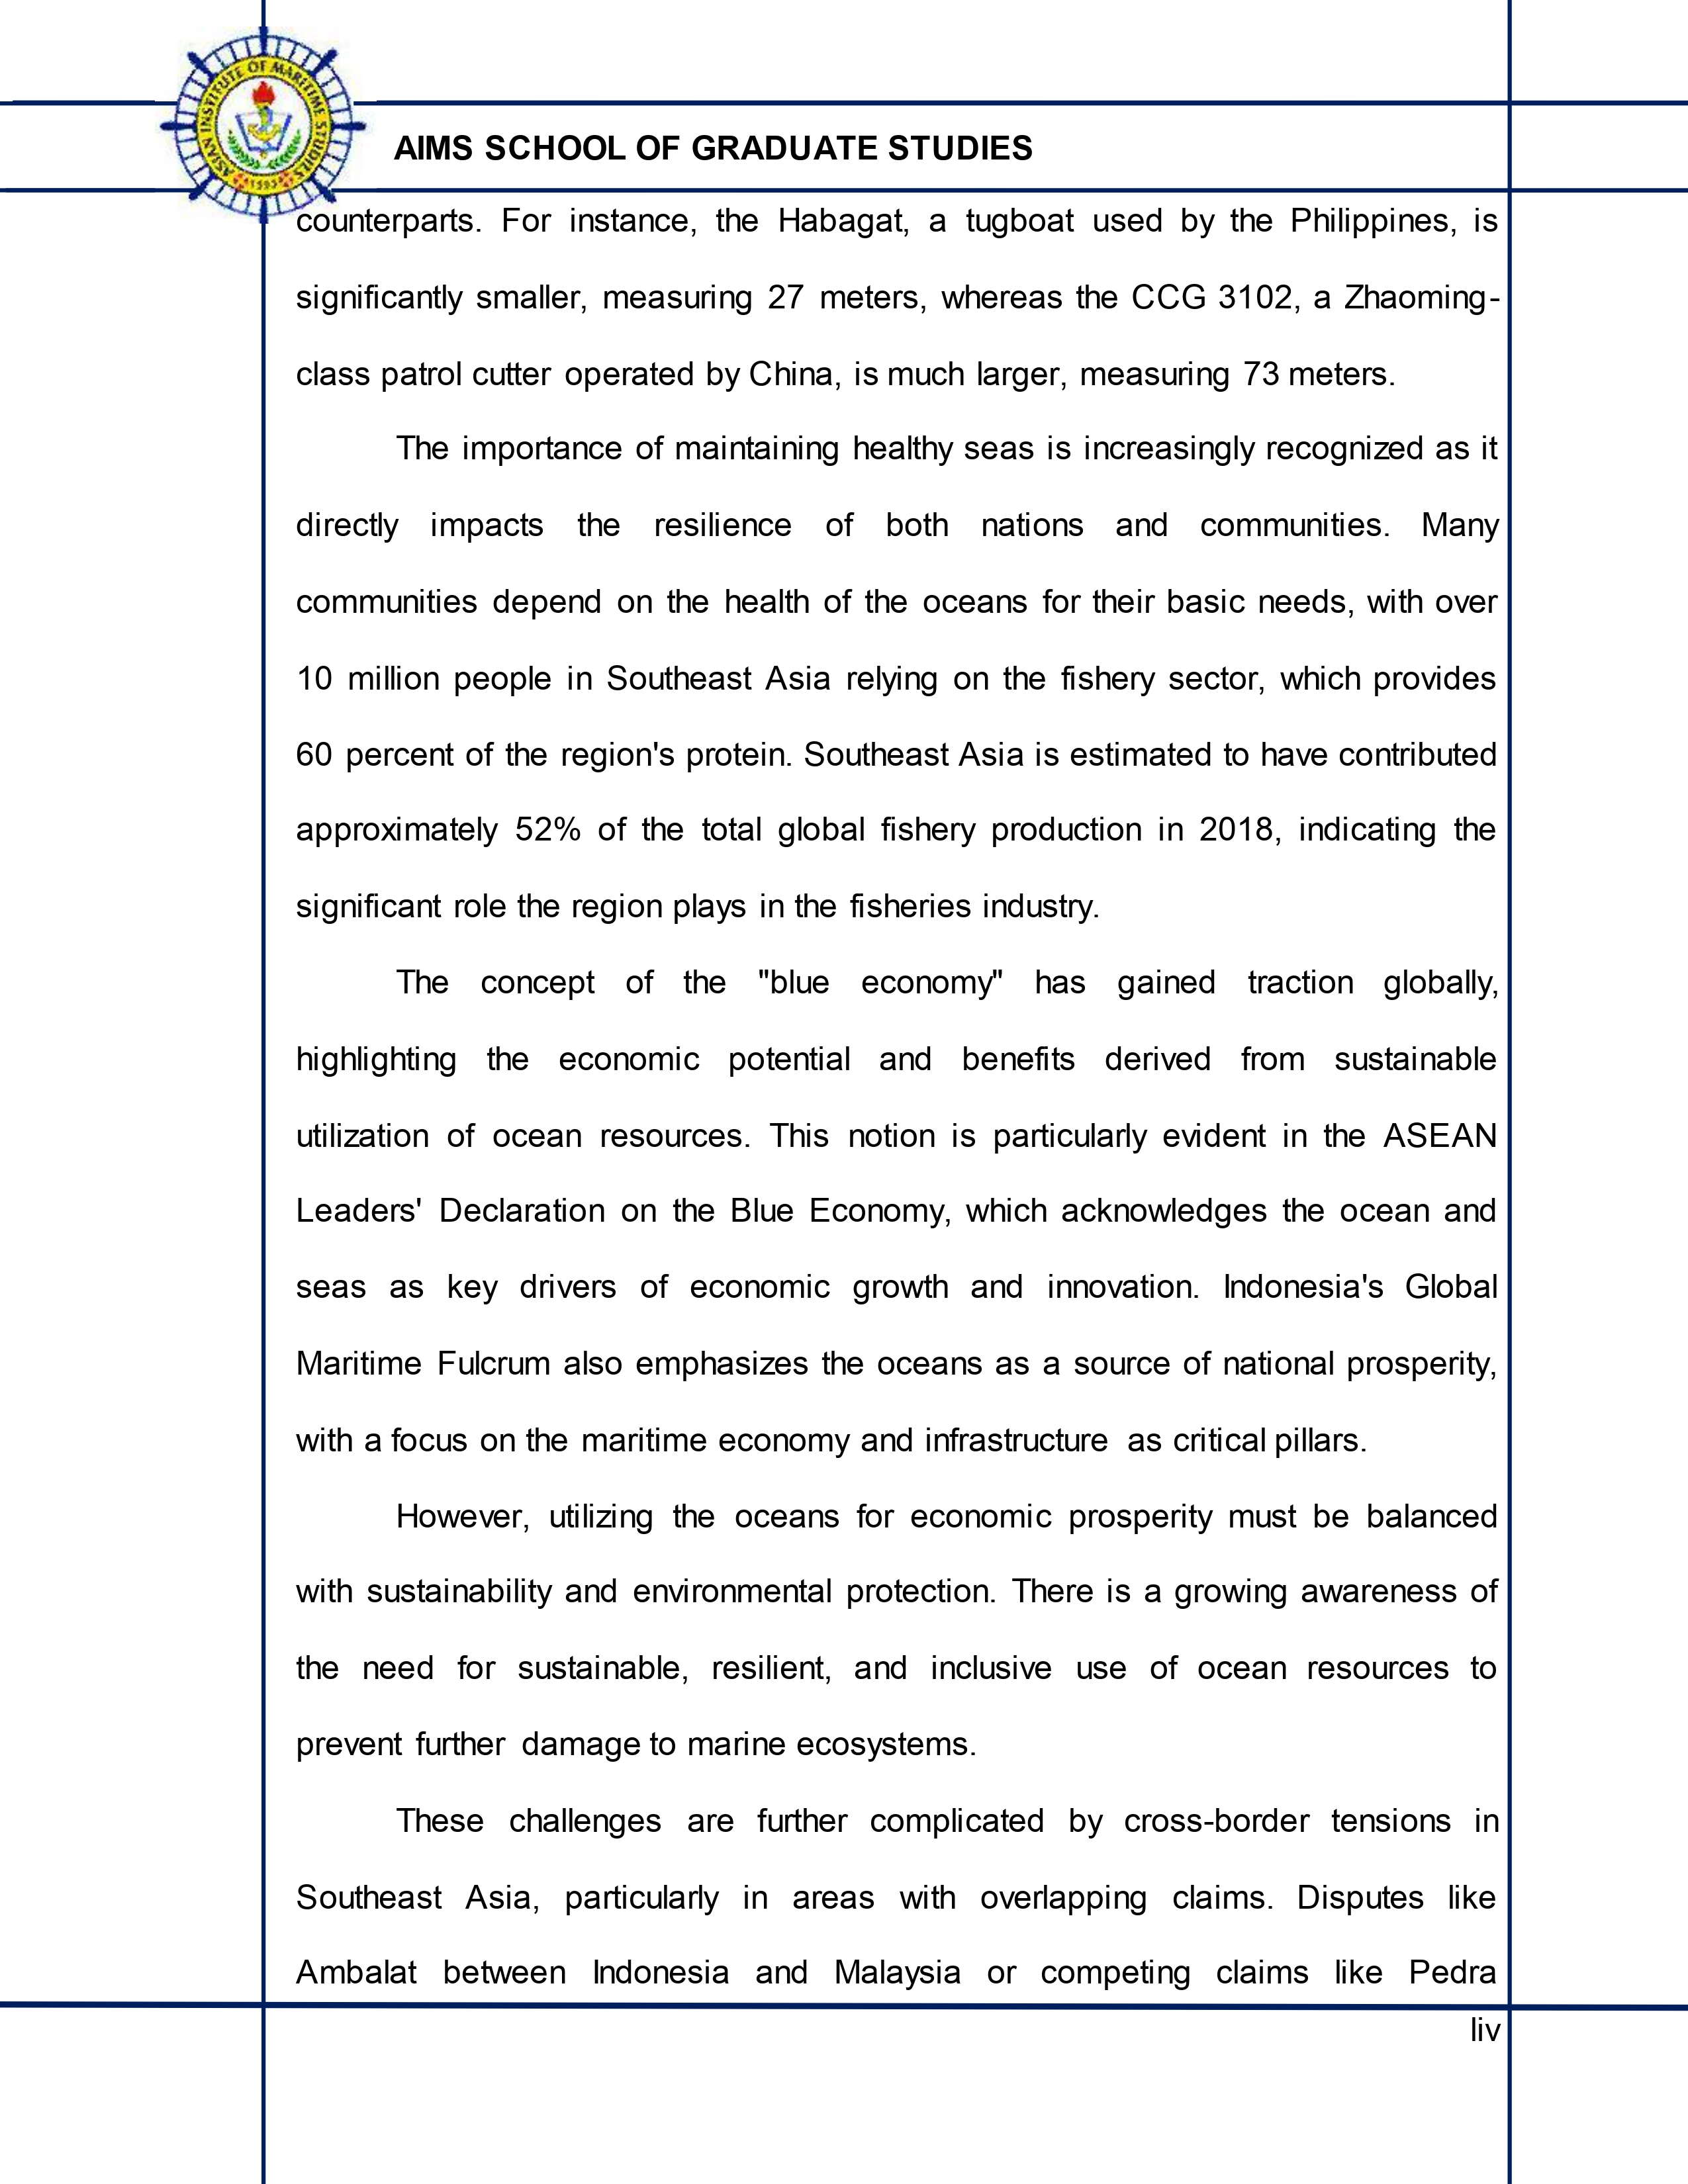 ASIAN INSTITUTE OF MARITIME STUDIES
1993
AIMS SCHOOL OF GRADUATE STUDIES
counterparts. For instance, the Habagat, a tugboat used by the Philippines, is
significantly smaller, measuring 27 meters, whereas the CCG 3102, a Zhaoming-
class patrol cutter operated by China, is much larger, measuring 73 meters.
The importance of maintaining healthy seas is increasingly recognized as it
directly impacts the resilience of both nations and communities. Many
communities depend on the health of the oceans for their basic needs, with over
10 million people in Southeast Asia relying on the fishery sector, which provides
60 percent of the region's protein. Southeast Asia is estimated to have contributed
approximately 52% of the total global fishery production in 2018, indicating the
significant role the region plays in the fisheries industry.
The concept of the "blue economy" has gained traction globally,
highlighting the economic potential and benefits derived from sustainable
utilization of ocean resources. This notion is particularly evident in the ASEAN
Leaders' Declaration on the Blue Economy, which acknowledges the ocean and
seas as key drivers of economic growth and innovation. Indonesia's Global
Maritime Fulcrum also emphasizes the oceans as a source of national prosperity,
with a focus on the maritime economy and infrastructure as critical pillars.
However, utilizing the oceans for economic prosperity must be balanced
with sustainability and environmental protection. There is a growing awareness of
the need for sustainable, resilient, and inclusive use of ocean resources to
prevent further damage to marine ecosystems.
These challenges are further complicated by cross-border tensions in
Southeast Asia, particularly in areas with overlapping claims. Disputes like
Ambalat between Indonesia and Malaysia or competing claims like Pedra
liv